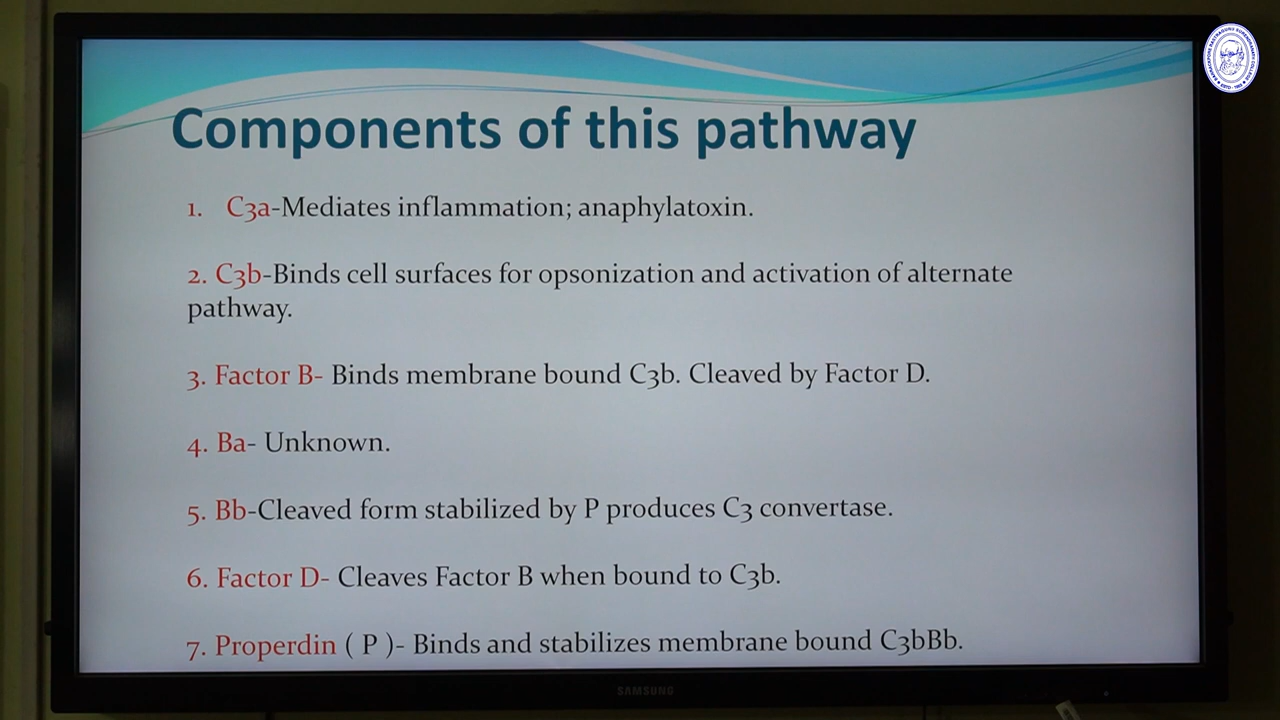 Components of this pathway
1. C3a-Mediates inflammation; anaphylatoxin.
2. C3b-Binds cell surfaces for opsonization and activation of alternate
pathway.
3. Factor B- Binds membrane bound C3b. Cleaved by Factor D.
4. Ba- Unknown.
5. Bb-Cleaved form stabilized by P produces C3 convertase.
6. Factor D- Cleaves Factor B when bound to C3b.
7. Properdin ( P )- Binds and stabilizes membrane bound C3bBb.
SAMSUNG